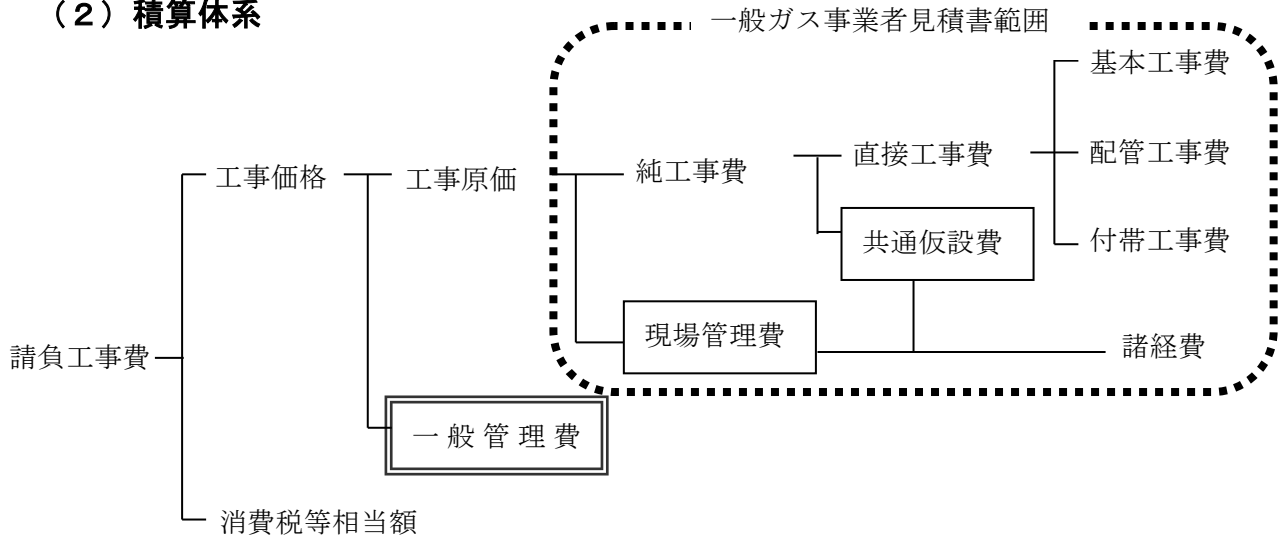 （2）積算体系
一般ガス事業者見積書範囲
基本工事費
工事価格 工事原価 純工事費 直接工事費 配管工事費
共通仮設費 付帯工事費
請負工事費 現場管理費 諸経費
一般管理費
消費税等相当額